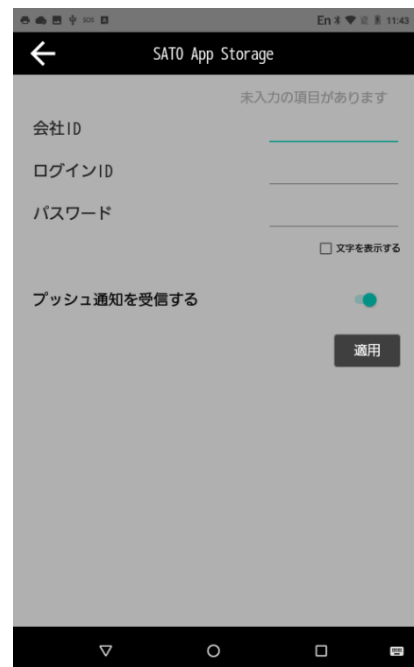 SOS A En 11:43
SATO App Storage
未入力の項目があります
会社ID
ログインID
パスワード
文字を表示する
プッシュ通知を受信する
適用